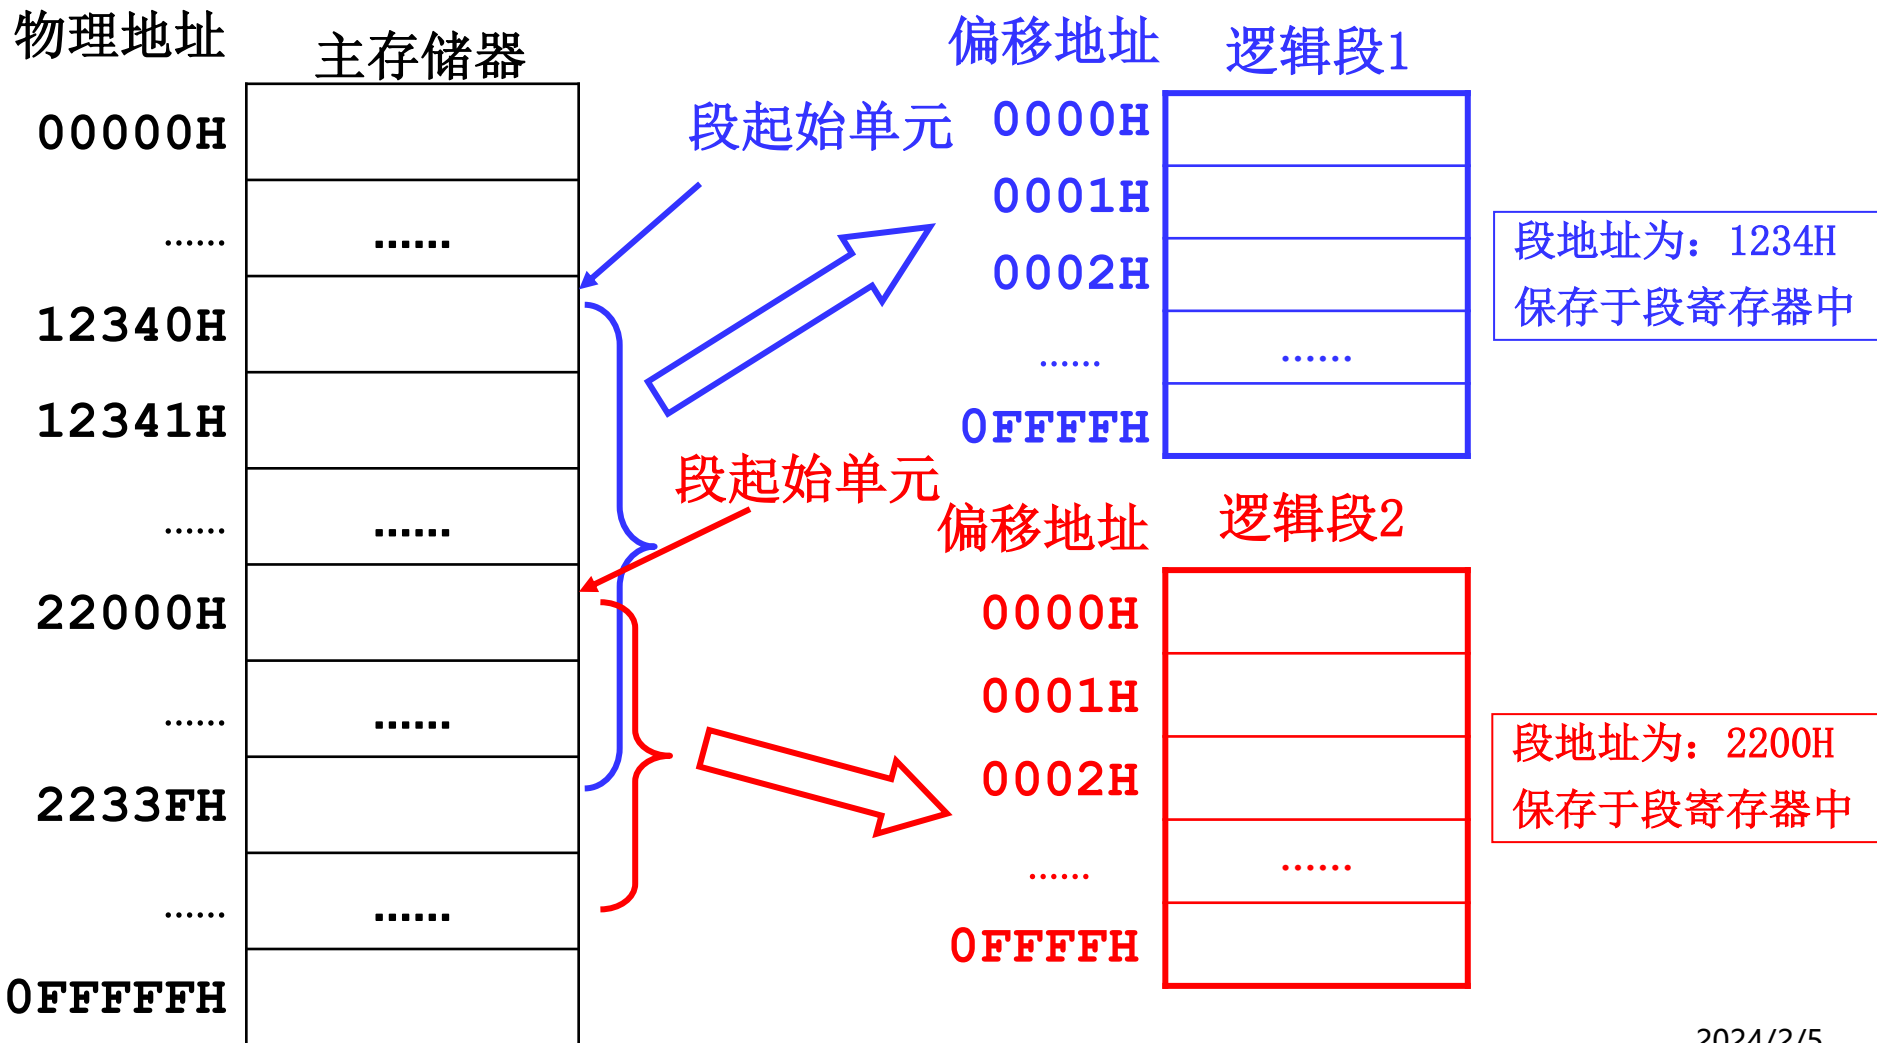 物理地址
主存储器
00000H
......
......
12340H
12341H
......
......
22000H
......
......
2233FH
......
......
0FFFFFH
段起始单元
偏移地址
逻辑段1
0000H
0001H
0002H
......
......
0FFFFH
段地址为：1234H
保存于段寄存器中
段起始单元
偏移地址
逻辑段2
0000H
0001H
0002H
......
......
0FFFFH
段地址为：2200H
保存于段寄存器中
2024/2/5